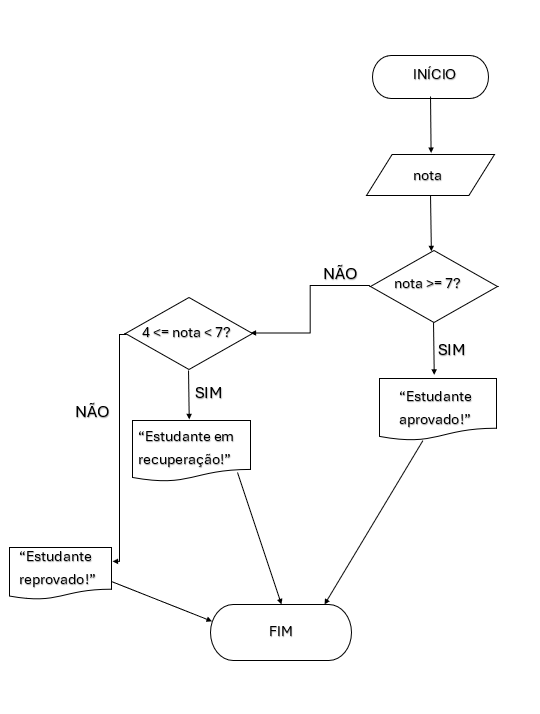 INÍCIO
nota
nota >= 7?
NÃO
SIM
4 <= nota < 7?
SIM
NÃO
“Estudante
aprovado!”
“Estudante em
recuperação!”
“Estudante
reprovado!”
FIM